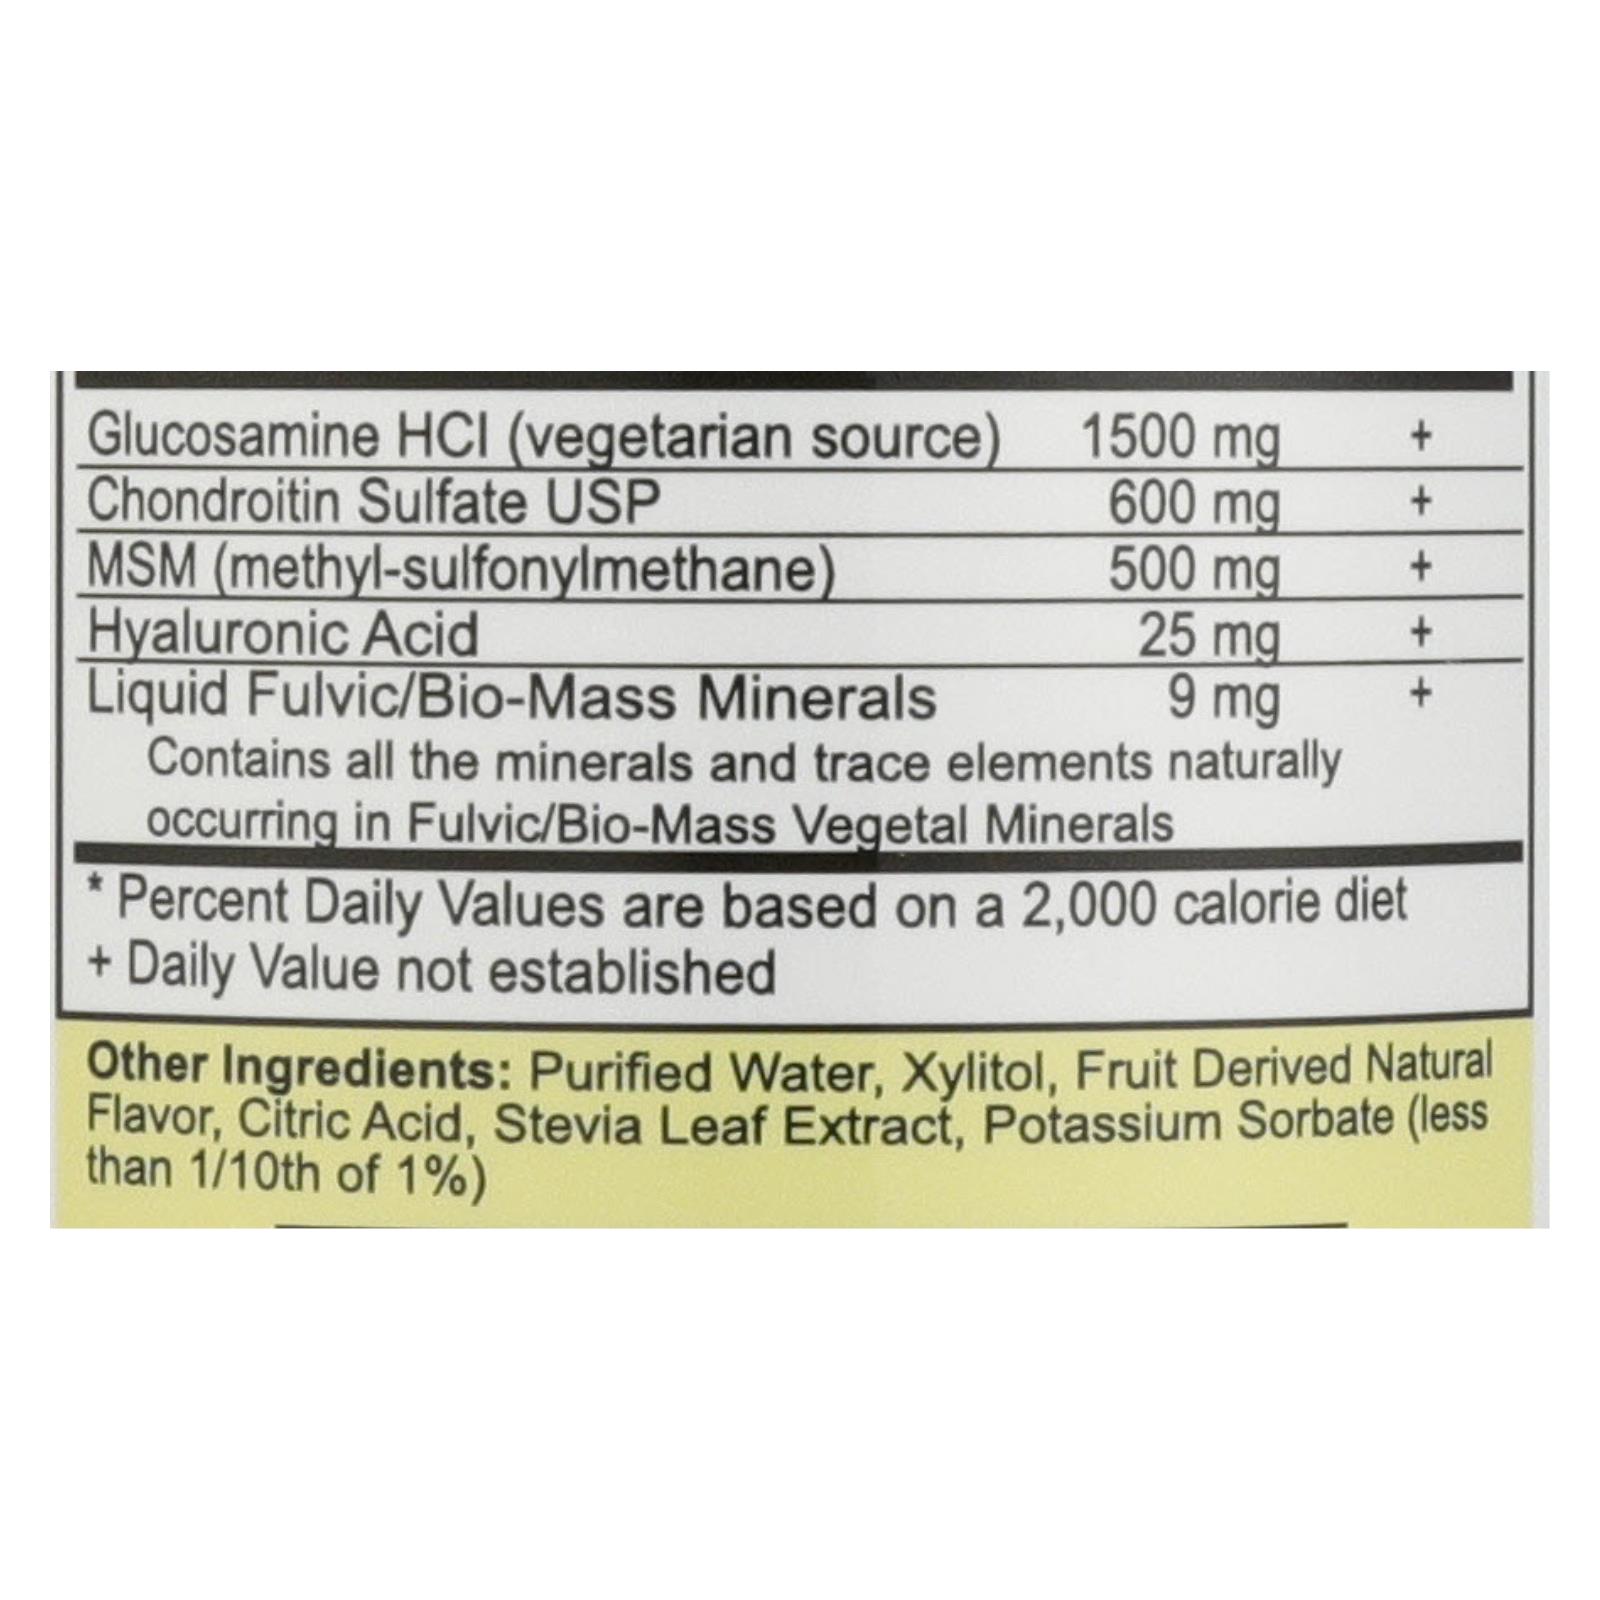 Glucosamine HCl (vegetarian source) 1500 mg +
Chondroitin Sulfate USP 600 mg +
MSM (methyl-sulfonylmethane) 500 mg +
Hyaluronic Acid 25 mg +
Liquid Fulvic/Bio-Mass Minerals 9 mg +
Contains all the minerals and trace elements naturally
occurring in Fulvic/Bio-Mass Vegetal Minerals
* Percent Daily Values are based on a 2,000 calorie diet
+ Daily Value not established
Other Ingredients: Purified Water, Xylitol, Fruit Derived Natural
Flavor, Citric Acid, Stevia Leaf Extract, Potassium Sorbate (less
than 1/10th of 1%)